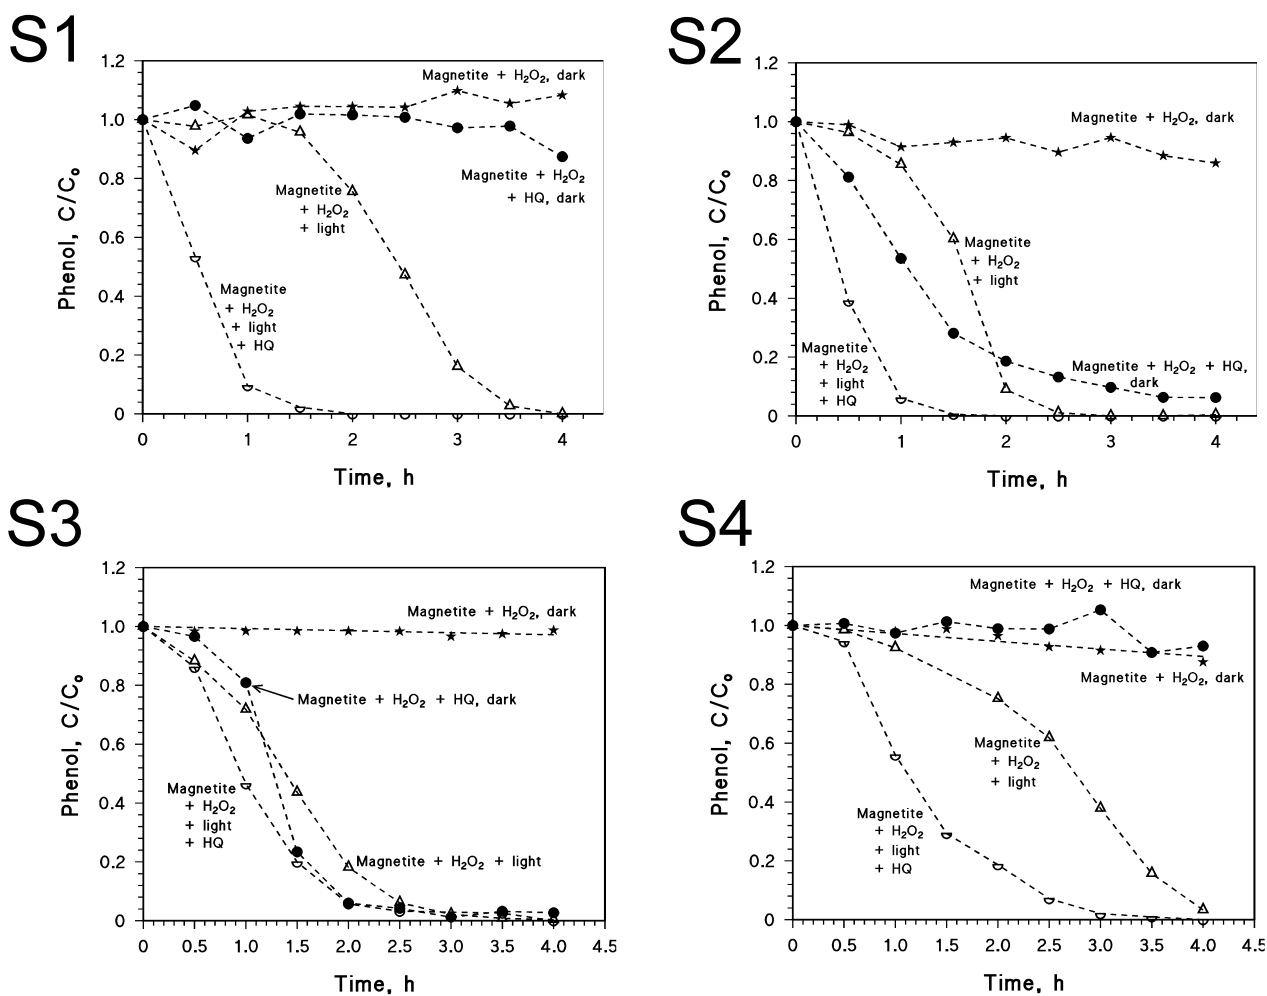 S1
1.2
1.0
0.8
0.6
0.4
0.2
0
Phenol, C/C₀
Magnetite + H₂O₂, dark
Magnetite + H₂O₂
+ HQ, dark
Magnetite
+ H₂O₂
+ light
Magnetite
+ H₂O₂
+ light
+ HQ
0 1 2 3 4
Time, h
S2
1.2
1.0
0.8
0.6
0.4
0.2
0
Phenol, C/C₀
Magnetite + H₂O₂, dark
Magnetite
+ H₂O₂
+ light
Magnetite
+ H₂O₂
+ light
+ HQ
Magnetite + H₂O₂ + HQ,
dark
0 1 2 3 4
Time, h
S3
1.2
1.0
0.8
0.6
0.4
0.2
0
Phenol, C/C₀
Magnetite + H₂O₂, dark
Magnetite + H₂O₂ + HQ, dark
Magnetite
+ H₂O₂
+ light
+ HQ
Magnetite + H₂O₂ + light
0 0.5 1.0 1.5 2.0 2.5 3.0 3.5 4.0 4.5
Time, h
S4
1.2
1.0
0.8
0.6
0.4
0.2
0
Phenol, C/C₀
Magnetite + H₂O₂ + HQ, dark
Magnetite + H₂O₂, dark
Magnetite
+ H₂O₂
+ light
Magnetite
+ H₂O₂
+ light
+ HQ
0 0.5 1.0 1.5 2.0 2.5 3.0 3.5 4.0 4.5
Time, h